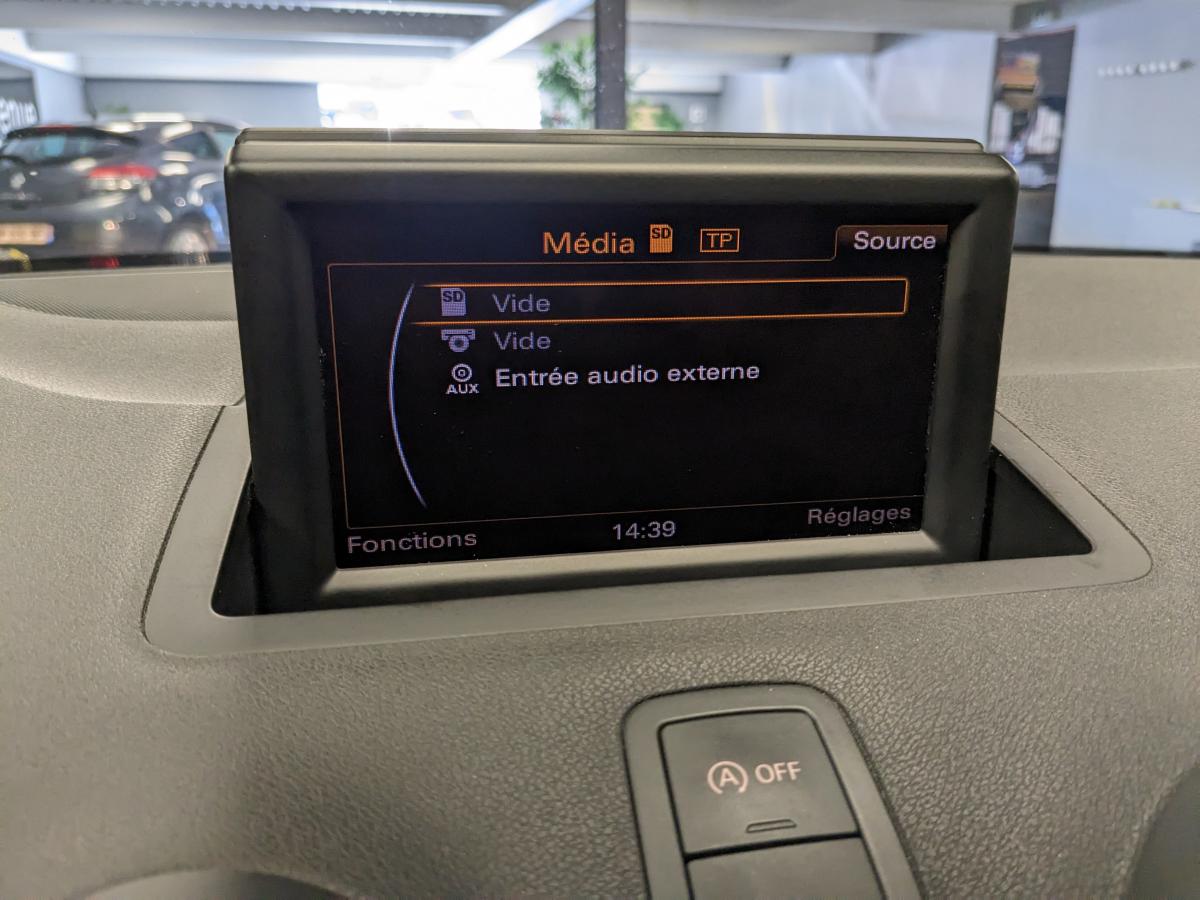 Média SD TP Source
SD Vide
Vide
AUX Entrée audio externe
Fonctions 14:39 Réglages
A OFF